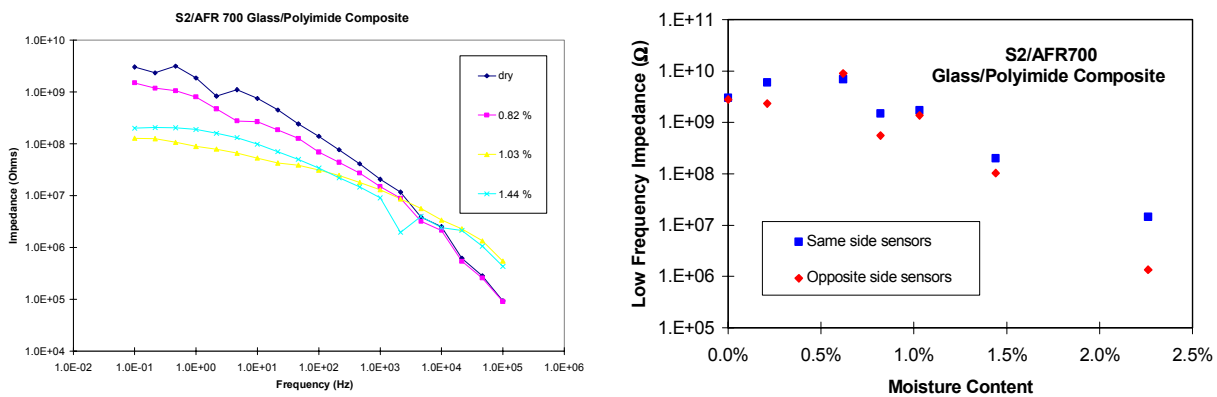 S2/AFR 700 Glass/Polyimide Composite
1.0E+10
1.0E+09
1.0E+08
1.0E+07
1.0E+06
1.0E+05
1.0E+04
Impedance (Ohms)
dry
0.82 %
1.03 %
1.44 %
1.0E-02 1.0E-01 1.0E+00 1.0E+01 1.0E+02 1.0E+03 1.0E+04 1.0E+05 1.0E+06
Frequency (Hz)
1.E+11
1.E+10
1.E+09
1.E+08
1.E+07
1.E+06
1.E+05
Low Frequency Impedance (Ω)
S2/AFR700
Glass/Polyimide Composite
Same side sensors
Opposite side sensors
0.0% 0.5% 1.0% 1.5% 2.0% 2.5%
Moisture Content